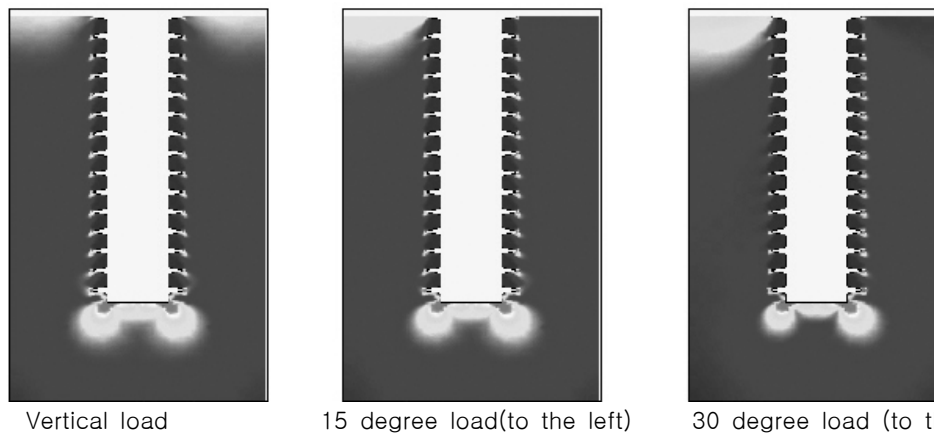 Vertical load
15 degree load(to the left)
30 degree load (to t